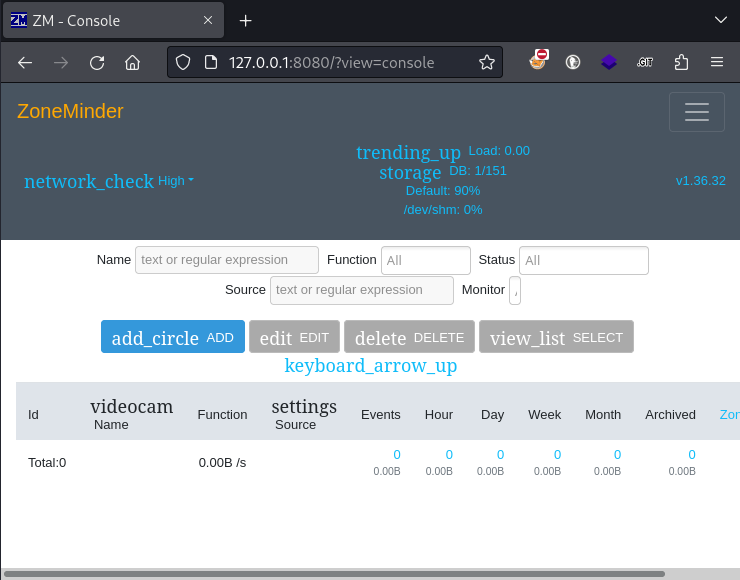 ZM - Console
127.0.0.1:8080/?view=console
ZoneMinder
trending_up Load: 0.00
storage DB: 1/151
network_check High
Default: 90%
v1.36.32
/dev/shm: 0%
Name text or regular expression Function All Status All
Source text or regular expression Monitor
add_circle ADD edit EDIT delete DELETE view_list SELECT
keyboard_arrow_up
Id videocam Name Function settings Source Events Hour Day Week Month Archived
Total:0 0.00B /s 0 0 0 0 0 0
0.00B 0.00B 0.00B 0.00B 0.00B 0.00B